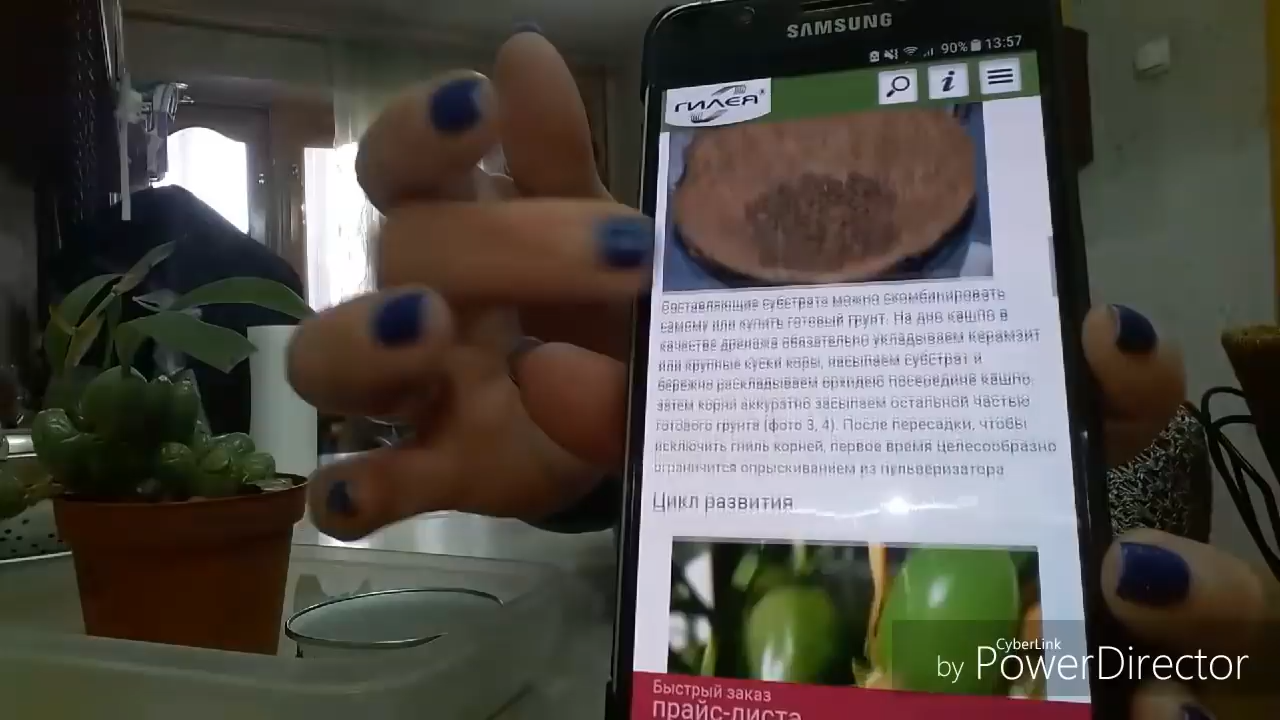 SAMSUNG
90% 13:57
ГИЛЕЯ®
Составляющие субстрата можно скомбинировать
самому или купить готовый грунт. На дно кашпо в
качестве дренажа обязательно укладываем керамзит
или крупные куски коры, насыпаем субстрат и
бережно раскладываем орхидею посередине кашпо,
затем корни аккуратно засыпаем остальной частью
готового грунта (фото 3, 4). После пересадки, чтобы
исключить гниль корней, первое время целесообразно
ограничится опрыскиванием из пульверизатора
Цикл развития
Быстрый заказ
прайс-листа
CyberLink
by PowerDirector